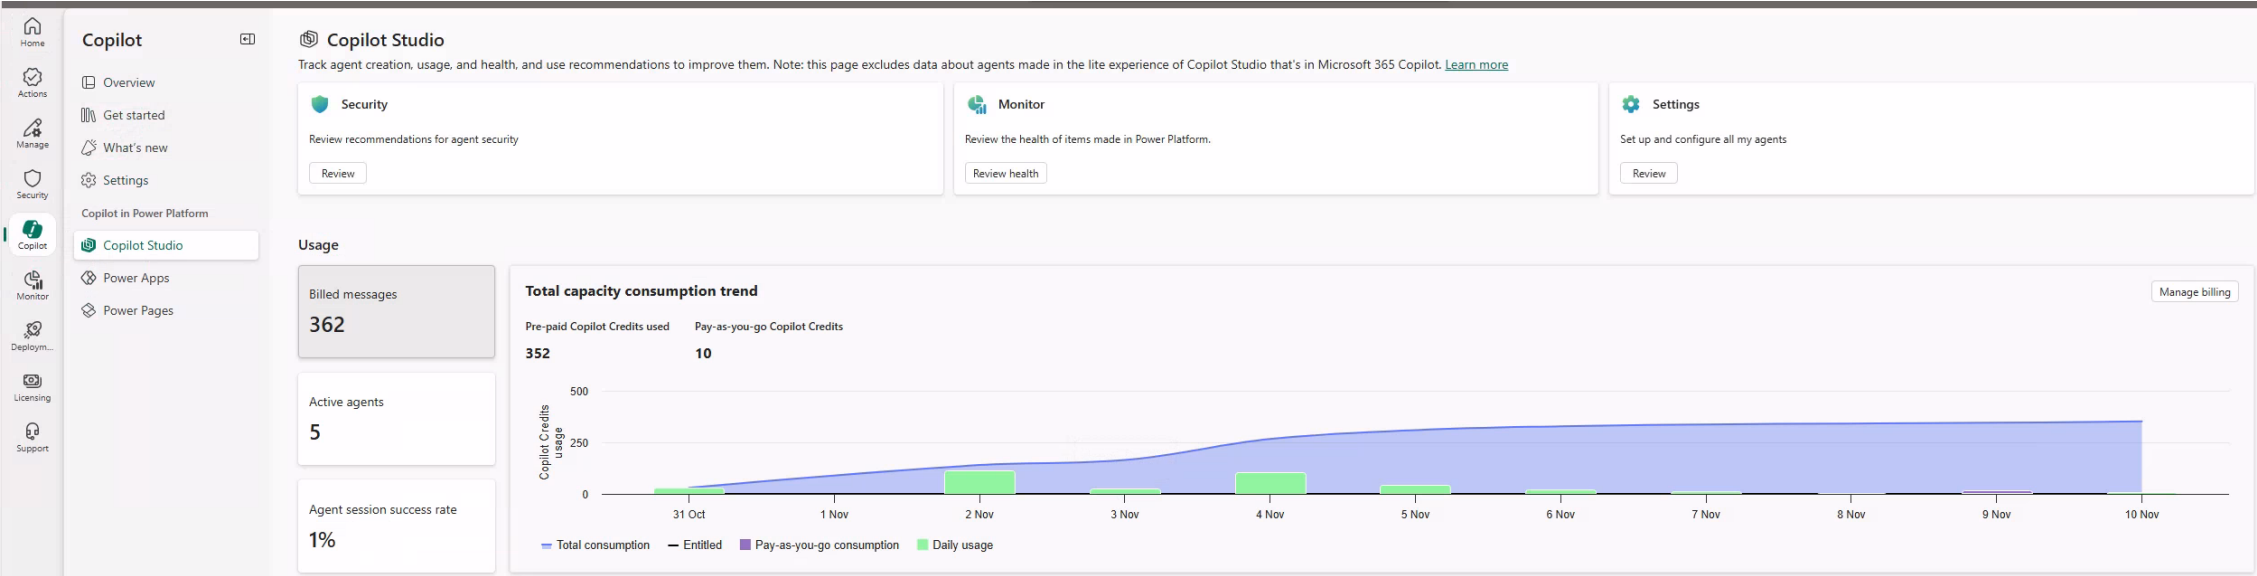 Home
Actions
Manage
Security
Copilot
Monitor
Deploym...
Licensing
Support
Copilot
Overview
Get started
What's new
Settings
Copilot in Power Platform
Copilot Studio
Power Apps
Power Pages
Copilot Studio
Track agent creation, usage, and health, and use recommendations to improve them. Note: this page excludes data about agents made in the lite experience of Copilot Studio that's in Microsoft 365 Copilot. Learn more
Security
Review recommendations for agent security
Review
Monitor
Review the health of items made in Power Platform.
Review health
Settings
Set up and configure all my agents
Review
Usage
Billed messages
362
Active agents
5
Agent session success rate
1%
Total capacity consumption trend
Manage billing
Pre-paid Copilot Credits used
352
Pay-as-you-go Copilot Credits
10
Copilot Credits
usage
500
250
0
31 Oct 1 Nov 2 Nov 3 Nov 4 Nov 5 Nov 6 Nov 7 Nov 8 Nov 9 Nov 10 Nov
Total consumption Entitled Pay-as-you-go consumption Daily usage